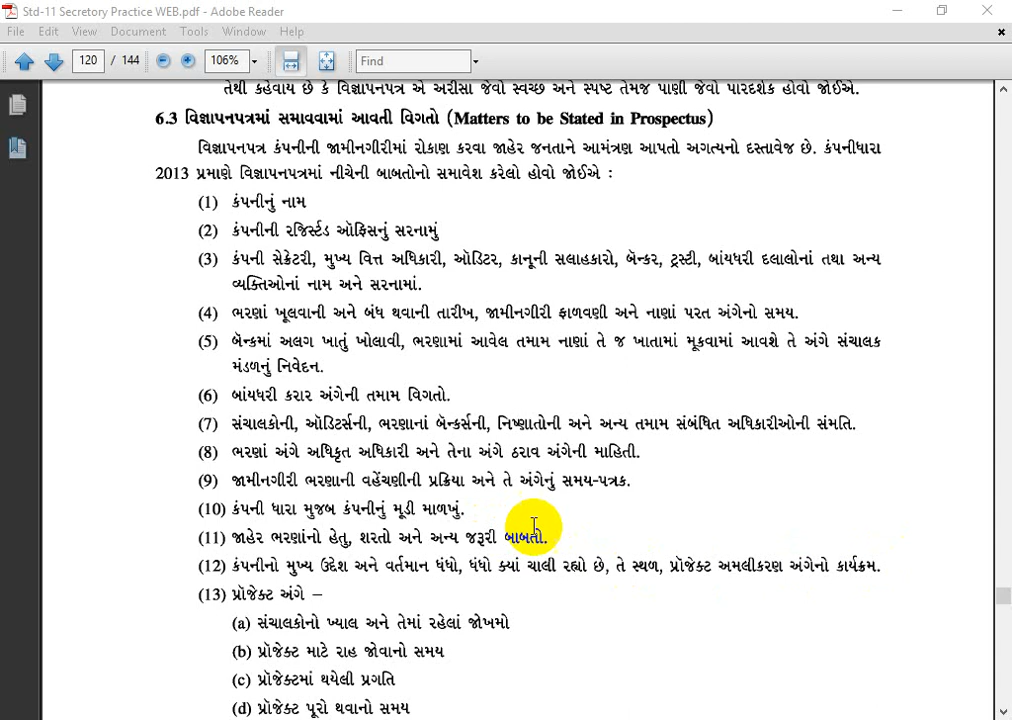 Std-11 Secretory Practice WEB.pdf - Adobe Reader
File Edit View Document Tools Window Help
120 / 144 106% Find
તેથી કહેવાય છે કે વિજ્ઞાપનપત્ર એ અરીસા જેવો સ્વચ્છ અને સ્પષ્ટ તેમજ પાણી જેવો પારદર્શક હોવો જોઈએ.
6.3 વિજ્ઞાપનપત્રમાં સમાવવામાં આવતી વિગતો (Matters to be Stated in Prospectus)
વિજ્ઞાપનપત્ર કંપનીની જામીનગીરીમાં રોકાણ કરવા જાહેર જનતાને આમંત્રણ આપતો અગત્યનો દસ્તાવેજ છે. કંપનીધારા
2013 પ્રમાણે વિજ્ઞાપનપત્રમાં નીચેની બાબતોનો સમાવેશ કરેલો હોવો જોઈએ :
(1) કંપનીનું નામ
(2) કંપનીની રજિર્સ્ટડ ઑફિસનું સરનામું
(3) કંપની સેક્રેટરી, મુખ્ય વિત્ત અધિકારી, ઑડિટર, કાનૂની સલાહકારો, બૅન્કર, ટ્રસ્ટી, બાંયધરી દલાલોનાં તથા અન્ય
વ્યક્તિઓનાં નામ અને સરનામાં.
(4) ભરણાં ખૂલવાની અને બંધ થવાની તારીખ, જામીનગીરી ફાળવણી અને નાણાં પરત અંગેનો સમય.
(5) બૅન્કમાં અલગ ખાતું ખોલાવી, ભરણામાં આવેલ તમામ નાણાં તે જ ખાતામાં મૂકવામાં આવશે તે અંગે સંચાલક
મંડળનું નિવેદન.
(6) બાંયધરી કરાર અંગેની તમામ વિગતો.
(7) સંચાલકોની, ઑડિટર્સની, ભરણાનાં બૅન્કર્સની, નિષ્ણાતોની અને અન્ય તમામ સંબંધિત અધિકારીઓની સંમતિ.
(8) ભરણાં અંગે અધિકૃત અધિકારી અને તેના અંગે ઠરાવ અંગેની માહિતી.
(9) જામીનગીરી ભરણાની વહેંચણીની પ્રક્રિયા અને તે અંગેનું સમય-પત્રક.
(10) કંપની ધારા મુજબ કંપનીનું મૂડી માળખું.
(11) જાહેર ભરણાંનો હેતુ, શરતો અને અન્ય જરૂરી બાબતો.
(12) કંપનીનો મુખ્ય ઉદેશ અને વર્તમાન ધંધો, ધંધો ક્યાં ચાલી રહ્યો છે, તે સ્થળ, પ્રૉજેક્ટ અમલીકરણ અંગેનો કાર્યક્રમ.
(13) પ્રૉજેક્ટ અંગે –
(a) સંચાલકોનો ખ્યાલ અને તેમાં રહેલાં જોખમો
(b) પ્રૉજેક્ટ માટે રાહ જોવાનો સમય
(c) પ્રૉજેક્ટમાં થયેલી પ્રગતિ
(d) પ્રૉજેક્ટ પૂરો થવાનો સમય